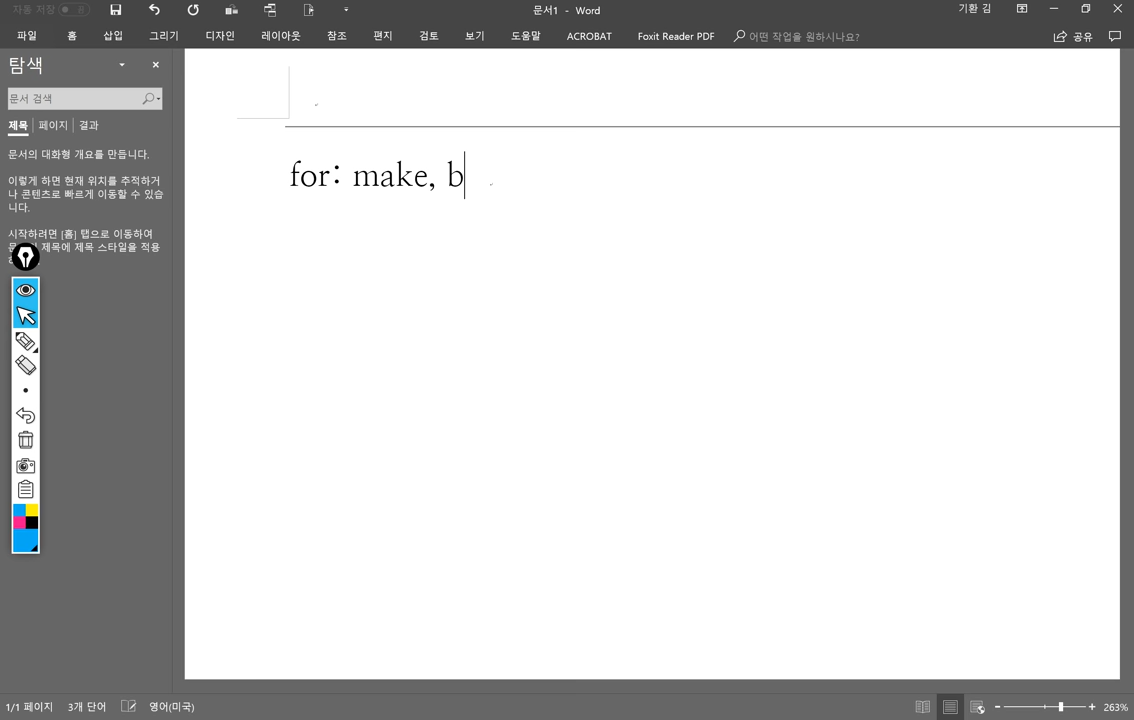 자동 저장
문서1 - Word
기환 김
파일 홈 삽입 그리기 디자인 레이아웃 참조 편지 검토 보기 도움말 ACROBAT Foxit Reader PDF 어떤 작업을 원하시나요? 공유
탐색
문서 검색
제목 페이지 결과
문서의 대화형 개요를 만듭니다.
이렇게 하면 현재 위치를 추적하거
나 콘텐츠로 빠르게 이동할 수 있습
니다.
시작하려면 [홈] 탭으로 이동하여
제목에 제목 스타일을 적용
for: make, b
1/1 페이지 3개 단어 영어(미국) 263%